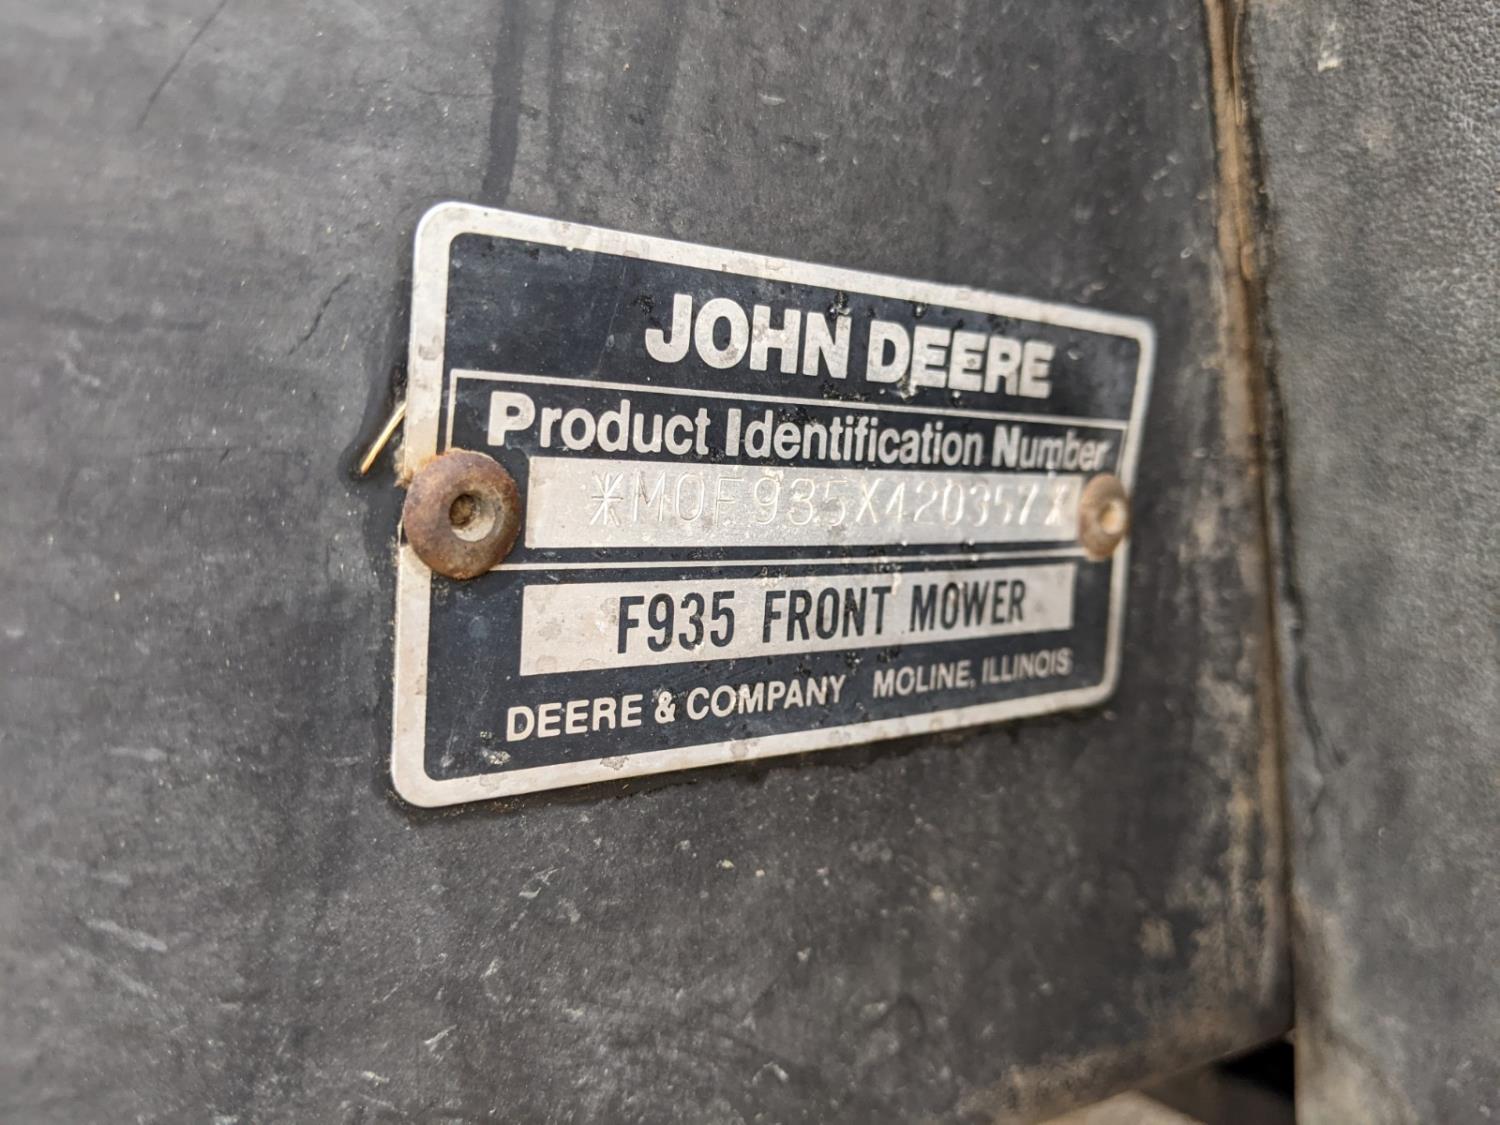 JOHN DEERE
Product Identification Number
*M0F935X420357*
F935 FRONT MOWER
DEERE & COMPANY MOLINE, ILLINOIS